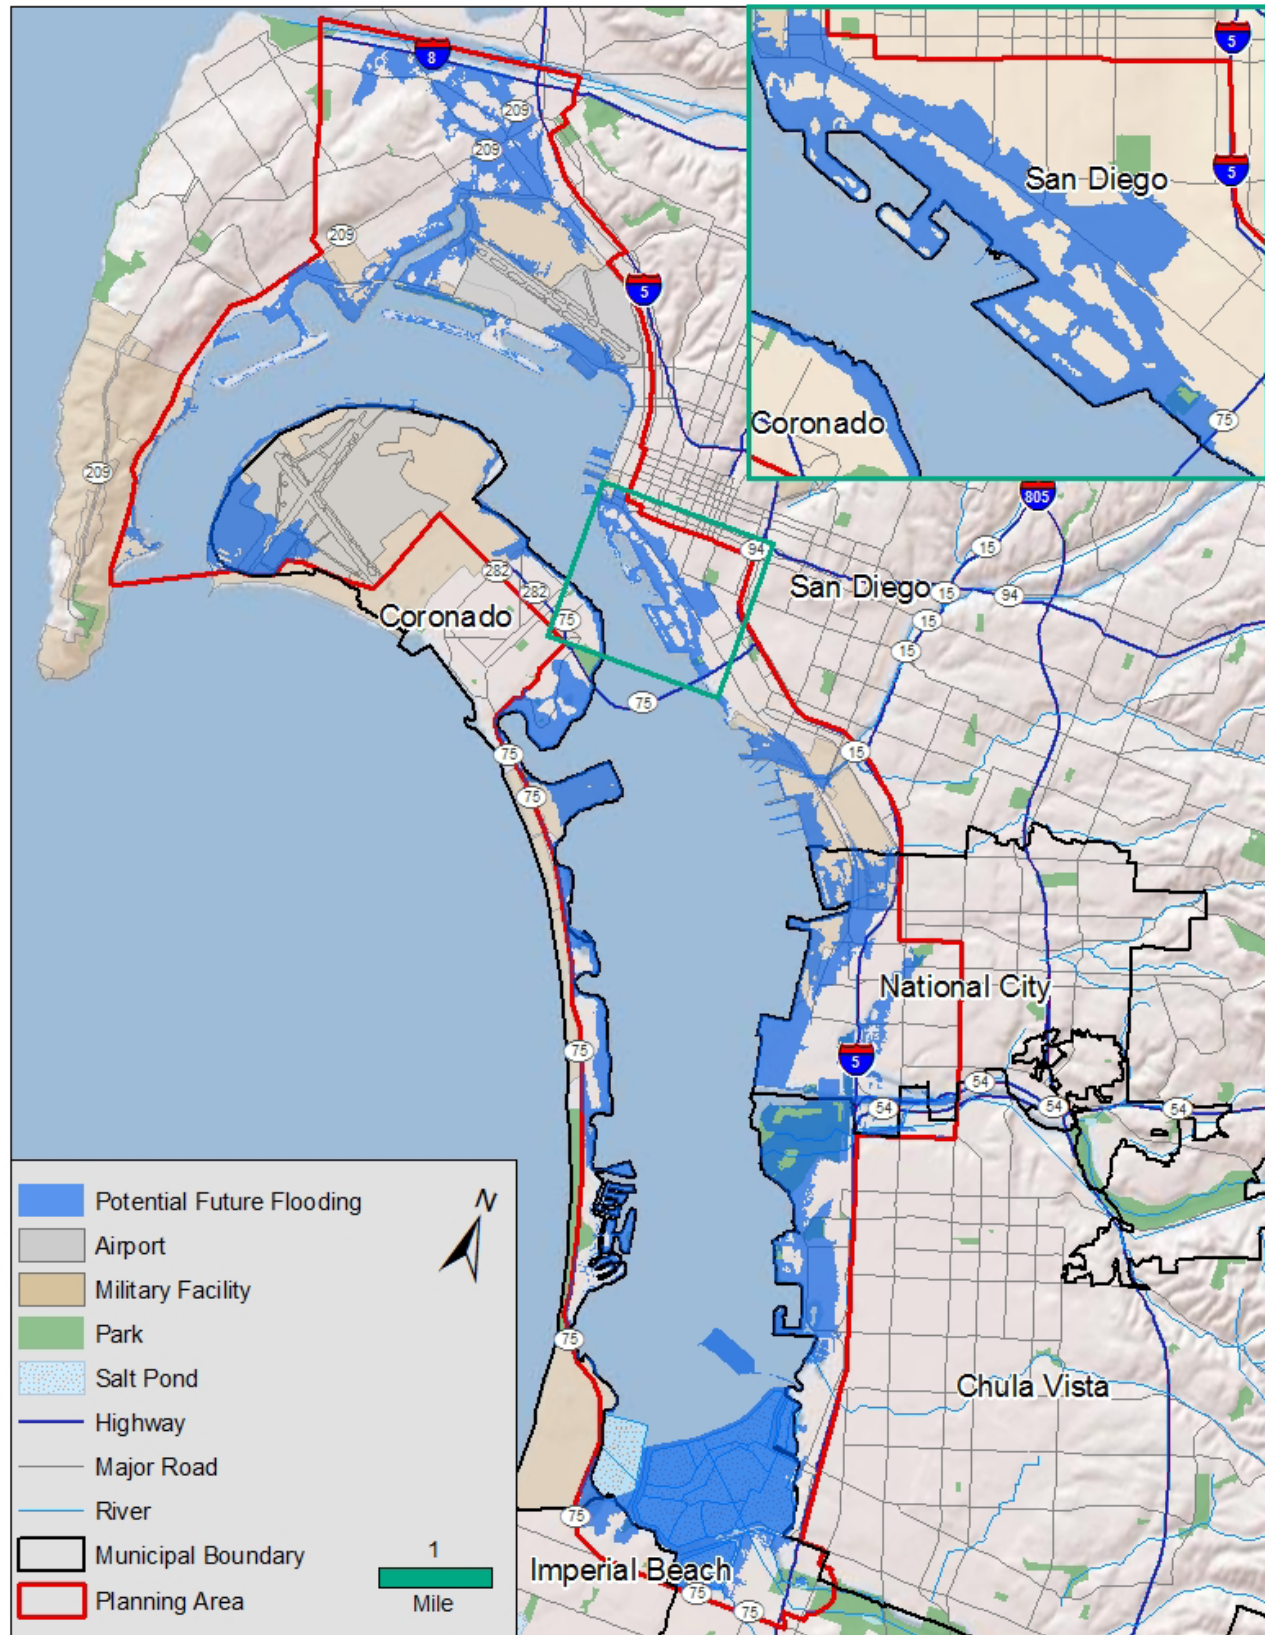 8
5
209
San Diego
5
209
209
5
75
Coronado
209
805
94
15
282
San Diego
15
94
282
15
Coronado
75
15
75
75
15
75
National City
75
5
54
54
54
54
Potential Future Flooding
N
Airport
Military Facility
Park
75
Salt Pond
Chula Vista
Highway
Major Road
River
75
Municipal Boundary
1
Imperial Beach
Planning Area
Mile
75
75